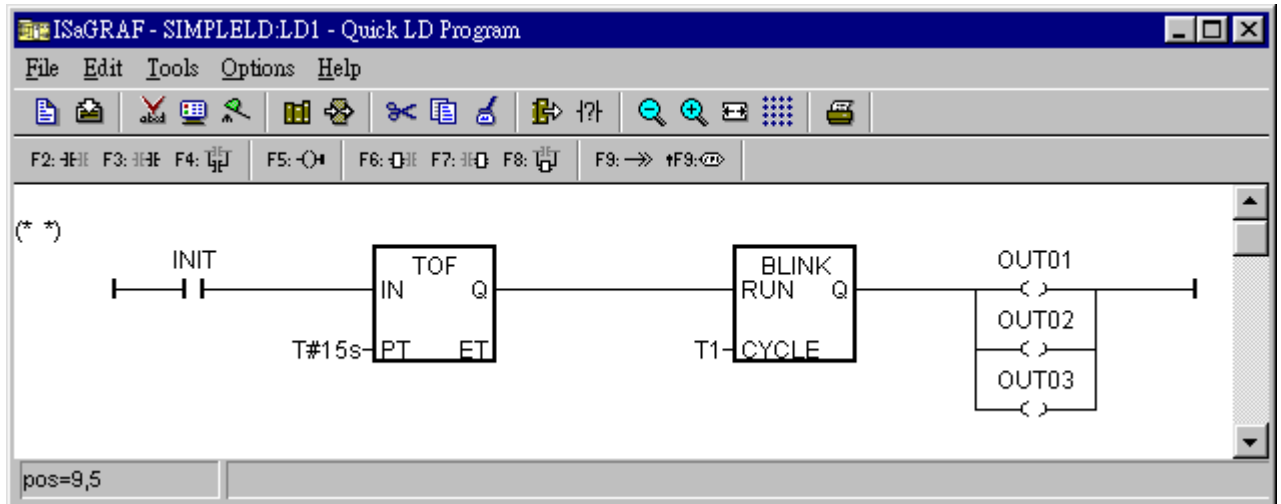 ISaGRAF - SIMPLELD:LD1 - Quick LD Program
File Edit Tools Options Help
F2: F3: F4: F5: F6: F7: F8: F9: F9:
(* *)
INIT
TOF
IN Q
T#15s PT ET
BLINK
RUN Q
T1 CYCLE
OUT01
OUT02
OUT03
pos=9,5